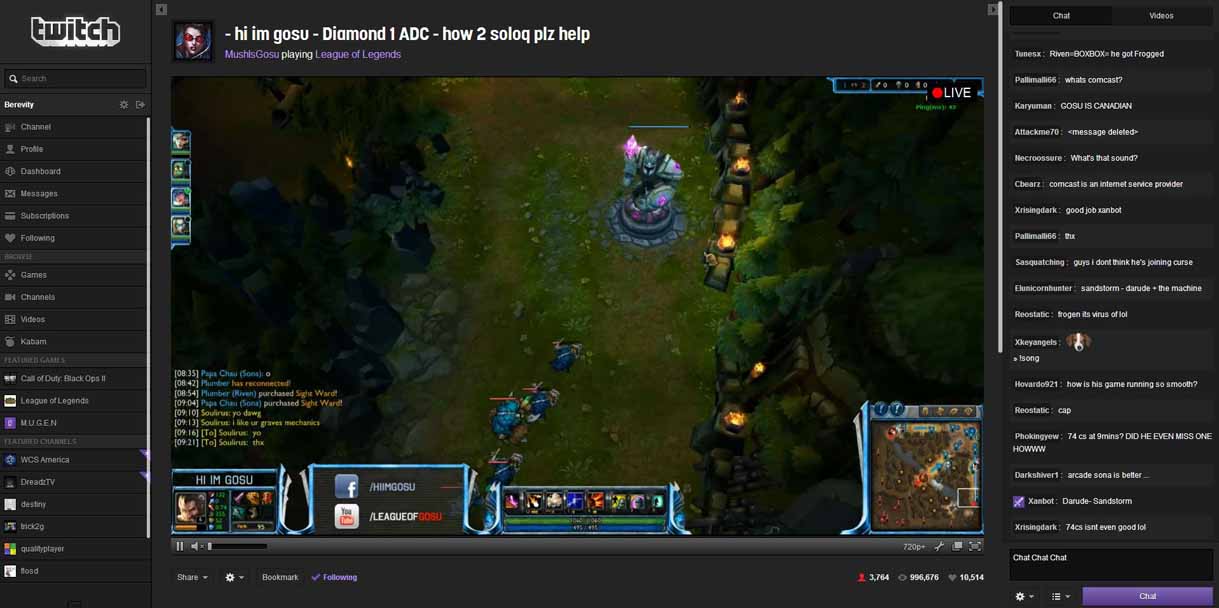 twitch
Search
Berevity
Channel
Profile
Dashboard
Messages
Subscriptions
Following
BROWSE
Games
Channels
Videos
Kabam
FEATURED GAMES
Call of Duty: Black Ops II
League of Legends
M.U.G.E.N
FEATURED CHANNELS
WCS America
DreadzTV
destiny
trick2g
qualityplayer
flosd
- hi im gosu - Diamond 1 ADC - how 2 soloq plz help
MushIsGosu playing League of Legends
LIVE
[08:35] Papa Chau (Sona): o
[08:42] Plumber has reconnected!
[08:54] Plumber (Riven) purchased Sight Ward!
[09:04] Papa Chau (Sona) purchased Sight Ward!
[09:10] Soulirus: yo dawg
[09:13] Soulirus: i like ur graves mechanics
[09:16] [To] Soulirus: yo
[09:21] [To] Soulirus: thx
HI IM GOSU
/HIIMGOSU
You Tube
/LEAGUEOFGOSU
720p+
Share
Bookmark
Following
3,764
996,676
10,514
Chat
Videos
Tunesx : Riven=BOXBOX= he got Frogged
Pallimalli66 : whats comcast?
Karyuman : GOSU IS CANADIAN
Attackme70 : <message deleted>
Necroossure : What's that sound?
Cbearz : comcast is an internet service provider
Xrisingdark : good job xanbot
Pallimalli66 : thx
Sasquatching : guys i dont think he's joining curse
Elunicornhunter : sandstorm - darude + the machine
Reostatic : frogen its virus of lol
Xkeyangels :
» !song
Hovardo921 : how is his game running so smooth?
Reostatic : cap
Phokingyew : 74 cs at 9mins? DID HE EVEN MISS ONE
HOWWW
Darkshiver1 : arcade sona is better ...
Xanbot : Darude- Sandstorm
Xrisingdark : 74cs isnt even good lol
Chat Chat Chat
Chat